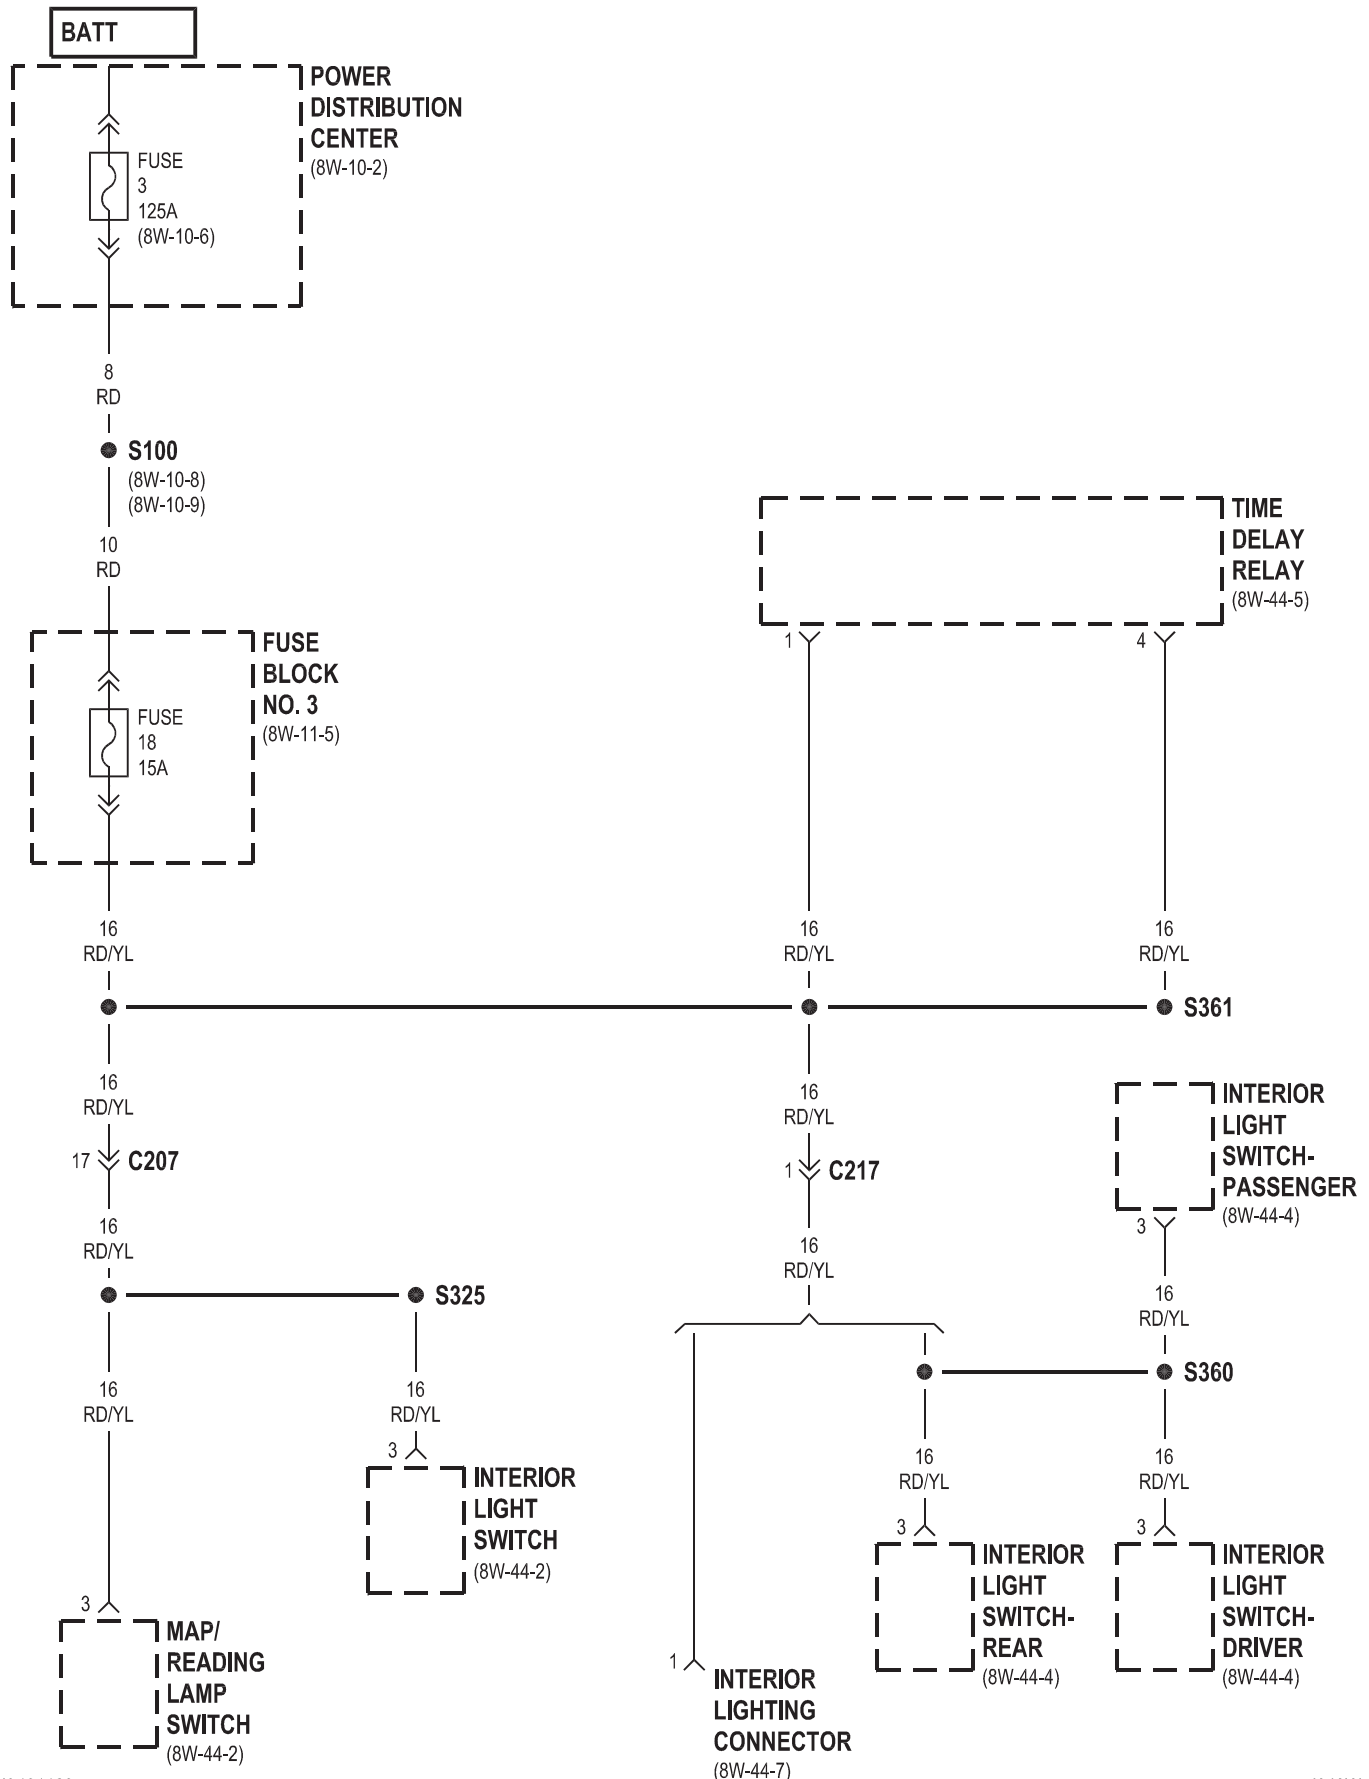 BATT
POWER
DISTRIBUTION
CENTER
(8W-10-2)
FUSE
3
125A
(8W-10-6)
8
RD
S100
(8W-10-8)
(8W-10-9)
10
RD
FUSE
BLOCK
NO. 3
(8W-11-5)
FUSE
18
15A
TIME
DELAY
RELAY
(8W-44-5)
1
4
16
RD/YL
16
RD/YL
16
RD/YL
S361
16
RD/YL
17
C207
16
RD/YL
16
RD/YL
1
C217
16
RD/YL
INTERIOR
LIGHT
SWITCH-
PASSENGER
(8W-44-4)
3
16
RD/YL
S325
S360
16
RD/YL
16
RD/YL
3
INTERIOR
LIGHT
SWITCH
(8W-44-2)
16
RD/YL
16
RD/YL
3
INTERIOR
LIGHT
SWITCH-
REAR
(8W-44-4)
3
INTERIOR
LIGHT
SWITCH-
DRIVER
(8W-44-4)
3
MAP/
READING
LAMP
SWITCH
(8W-44-2)
1
INTERIOR
LIGHTING
CONNECTOR
(8W-44-7)